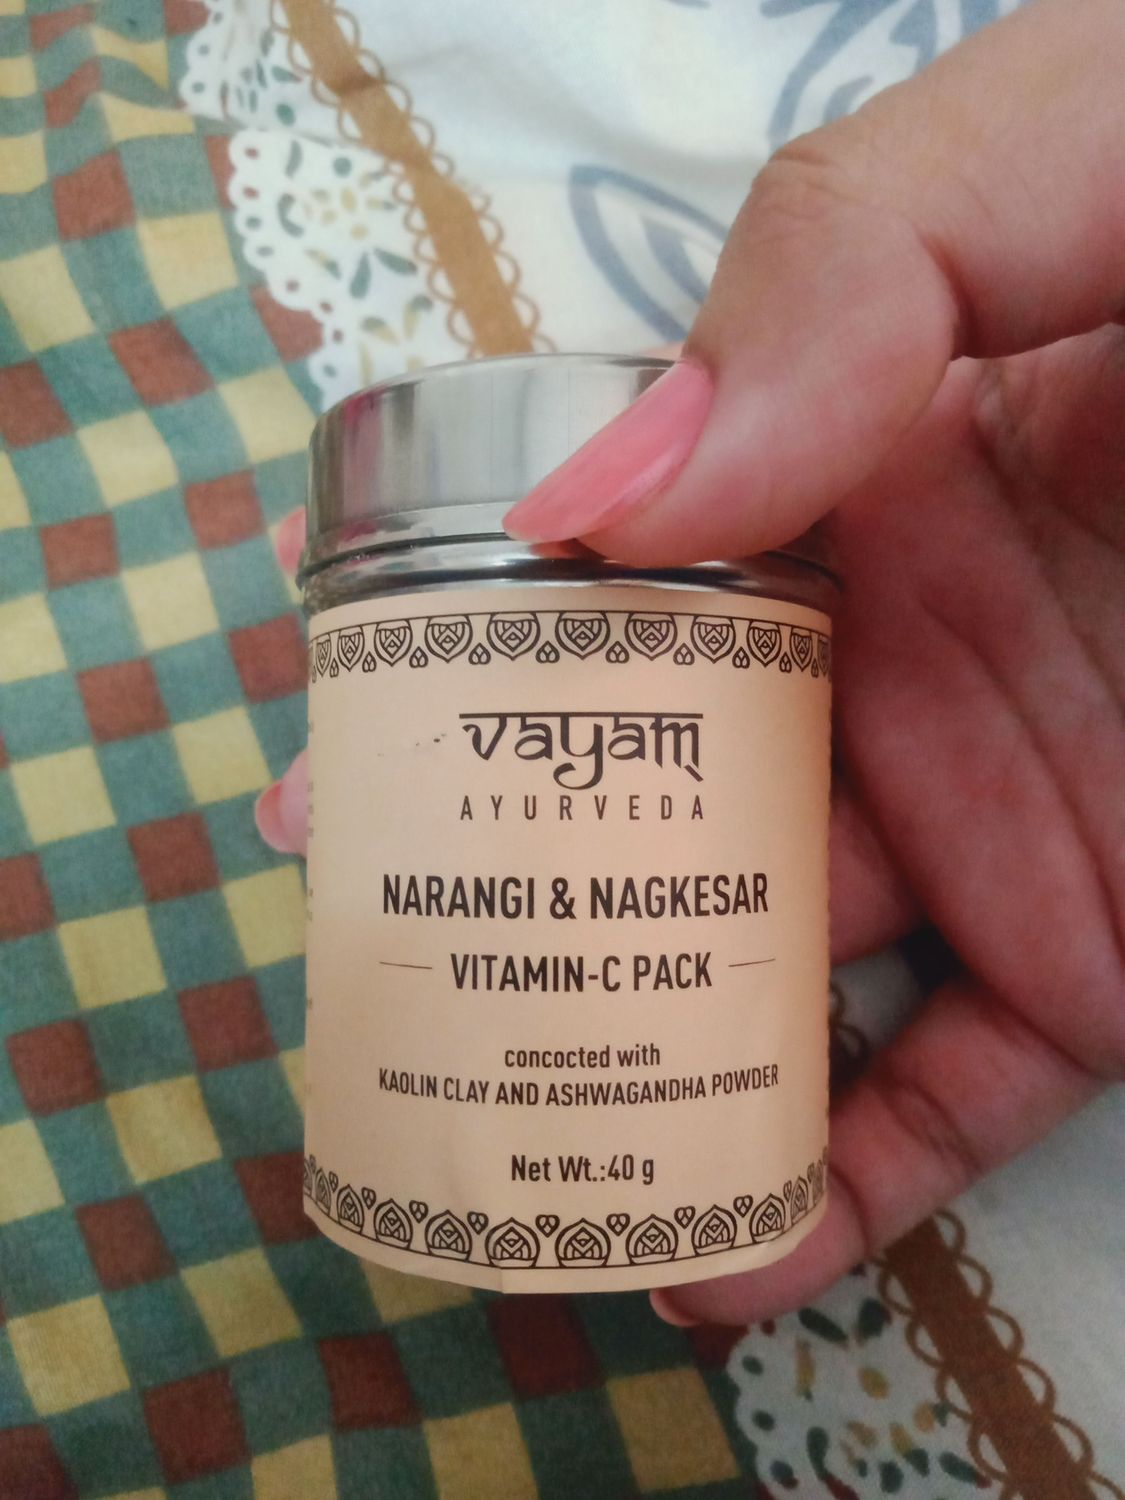 vayam
AYURVEDA
NARANGI & NAGKESAR
VITAMIN-C PACK
concocted with
KAOLIN CLAY AND ASHWAGANDHA POWDER
Net Wt.:40 g